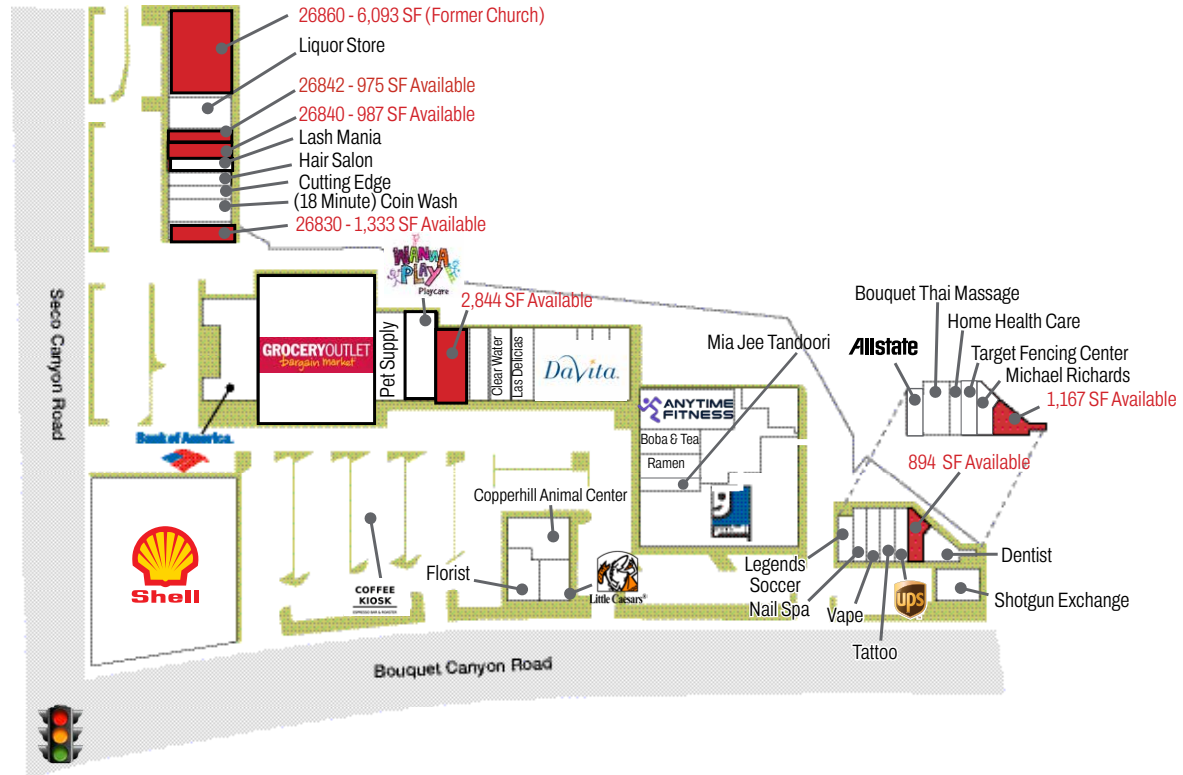 26860 - 6,093 SF (Former Church)
Liquor Store
26842 - 975 SF Available
26840 - 987 SF Available
Lash Mania
Hair Salon
Cutting Edge
(18 Minute) Coin Wash
26830 - 1,333 SF Available
WANNA
PLAY
Playcare
2,844 SF Available
Seco Canyon Road
GROCERYOUTLET
bargain market
Pet Supply
Clear Water
Las Delicias
DaVita.
Bank of America.
Mia Jee Tandoori
ANYTIME
FITNESS
Boba & Tea
Ramen
goodwill
Bouquet Thai Massage
Home Health Care
Allstate
Target Fencing Center
Michael Richards
1,167 SF Available
894 SF Available
Copperhill Animal Center
Shell
COFFEE
KIOSK
ESPRESSO BAR & ROASTER
Florist
Little Caesars®
Legends
Soccer
Nail Spa
Vape
Tattoo
ups
Dentist
Shotgun Exchange
Bouquet Canyon Road